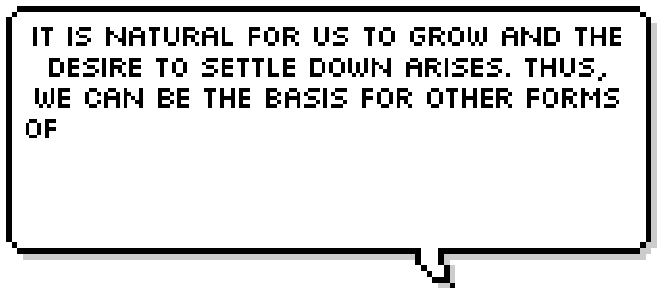 IT IS NATURAL FOR US TO GROW AND THE
DESIRE TO SETTLE DOWN ARISES. THUS,
WE CAN BE THE BASIS FOR OTHER FORMS
OF